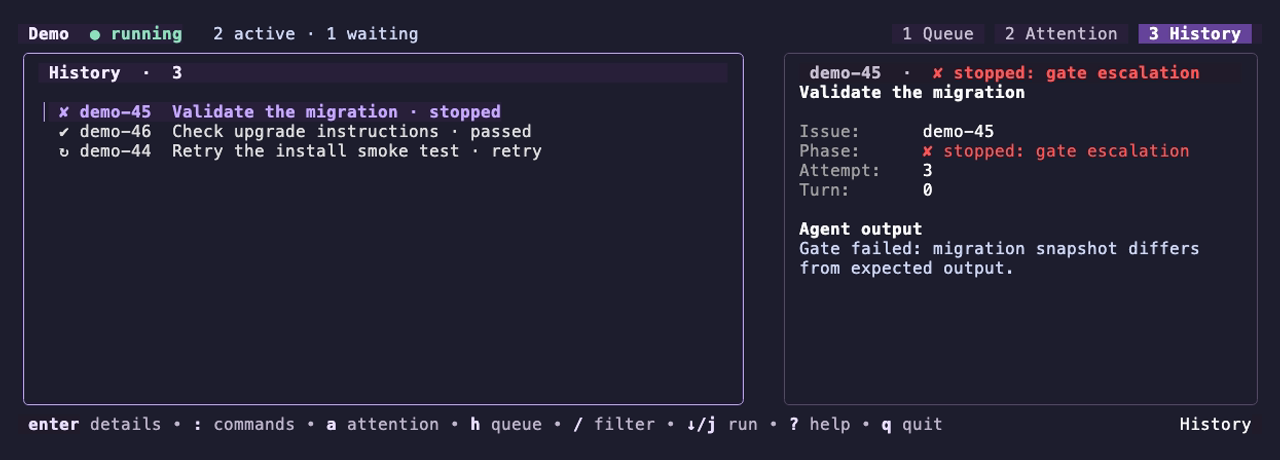 Demo ● running 2 active · 1 waiting 1 Queue 2 Attention 3 History
History · 3
✘ demo-45 Validate the migration · stopped
✔ demo-46 Check upgrade instructions · passed
↻ demo-44 Retry the install smoke test · retry
demo-45 · ✘ stopped: gate escalation
Validate the migration
Issue: demo-45
Phase: ✘ stopped: gate escalation
Attempt: 3
Turn: 0
Agent output
Gate failed: migration snapshot differs
from expected output.
enter details • : commands • a attention • h queue • / filter • ↓/j run • ? help • q quit History